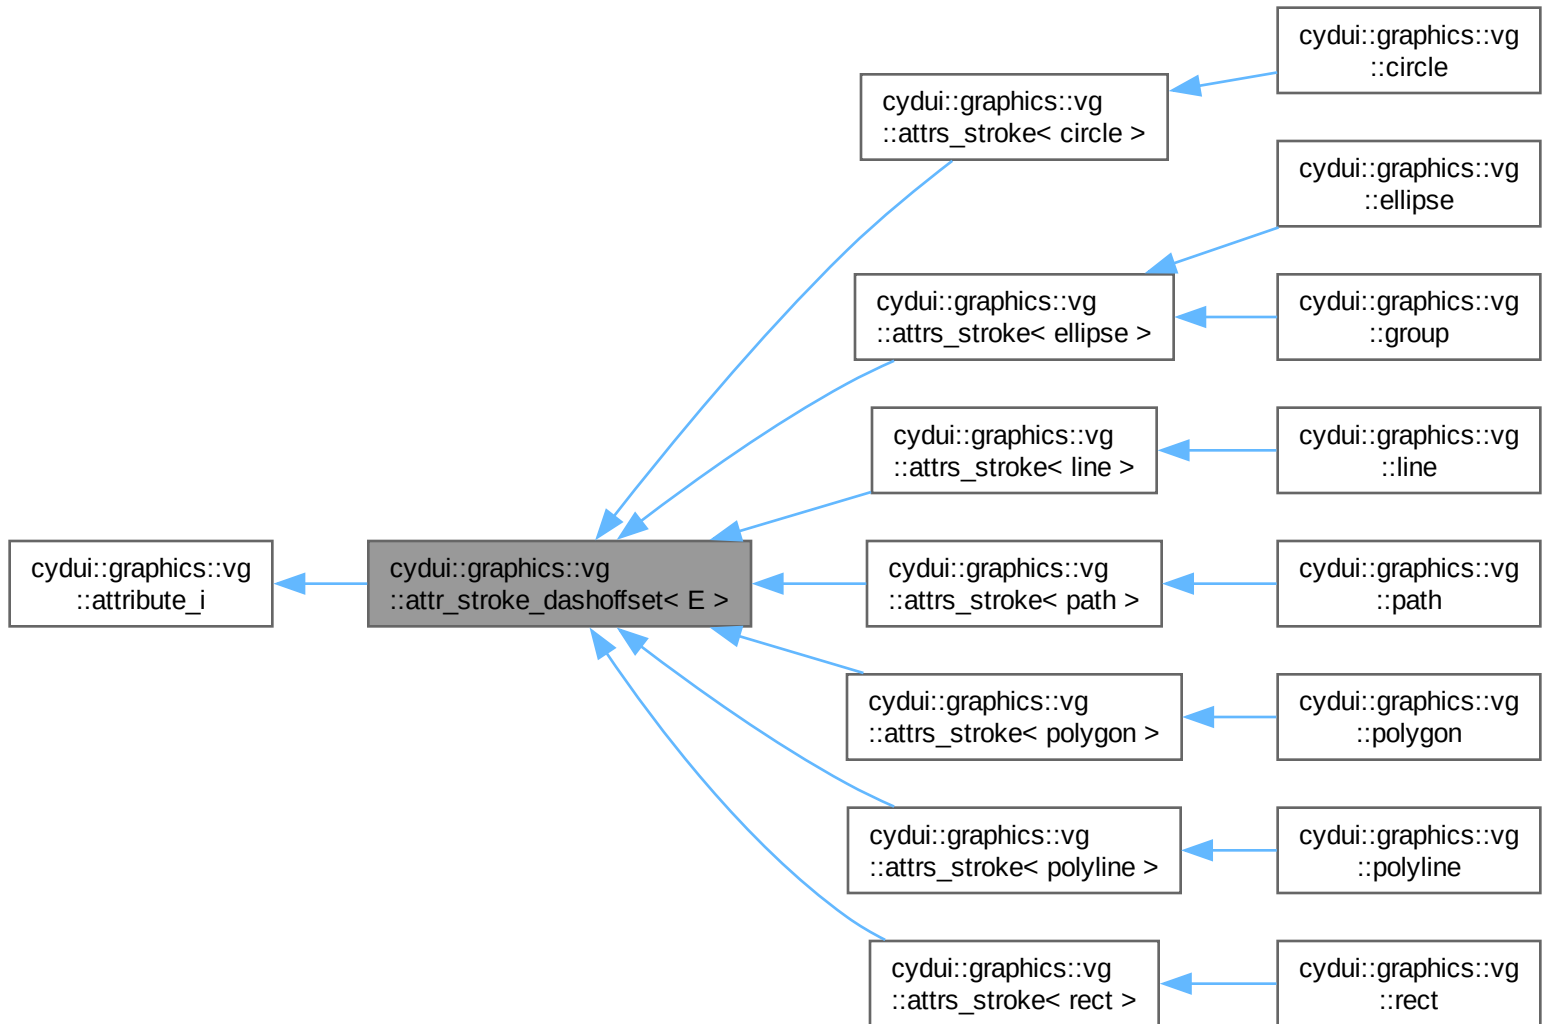 cydui::graphics::vg
::attribute_i
cydui::graphics::vg
::attr_stroke_dashoffset< E >
cydui::graphics::vg
::attrs_stroke< circle >
cydui::graphics::vg
::attrs_stroke< ellipse >
cydui::graphics::vg
::attrs_stroke< line >
cydui::graphics::vg
::attrs_stroke< path >
cydui::graphics::vg
::attrs_stroke< polygon >
cydui::graphics::vg
::attrs_stroke< polyline >
cydui::graphics::vg
::attrs_stroke< rect >
cydui::graphics::vg
::circle
cydui::graphics::vg
::ellipse
cydui::graphics::vg
::group
cydui::graphics::vg
::line
cydui::graphics::vg
::path
cydui::graphics::vg
::polygon
cydui::graphics::vg
::polyline
cydui::graphics::vg
::rect